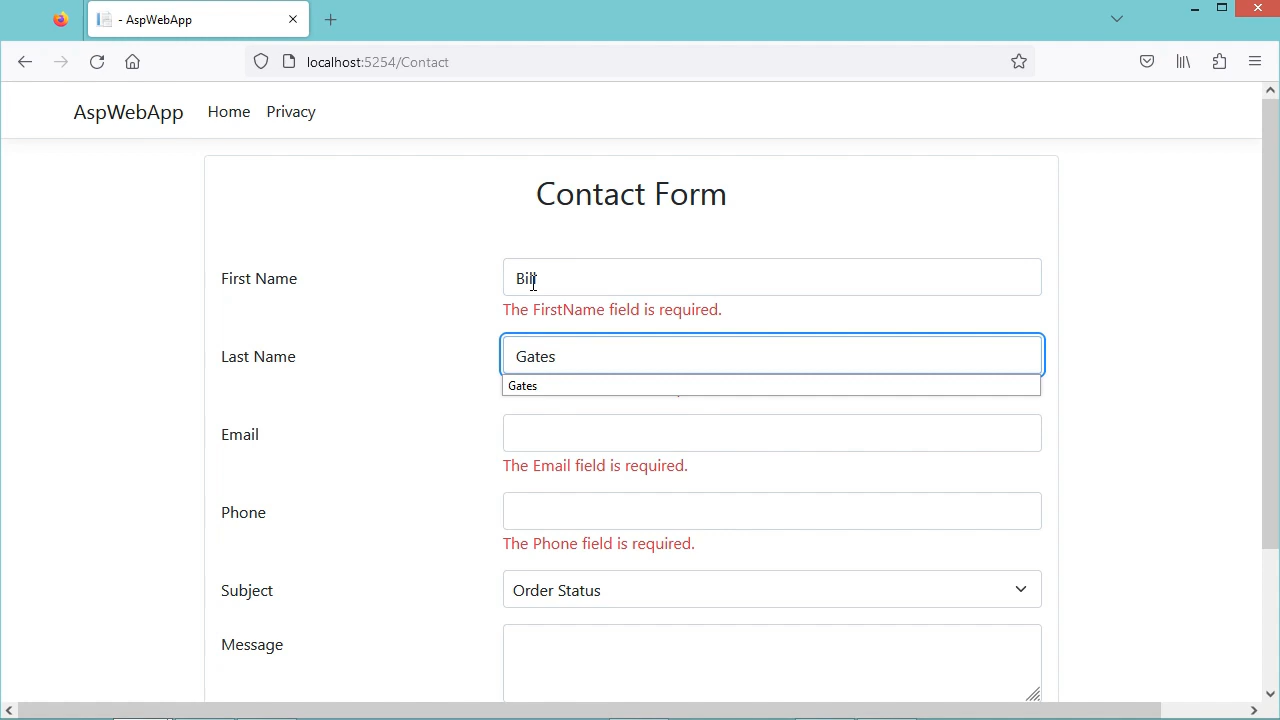 - AspWebApp
localhost:5254/Contact
AspWebApp Home Privacy
Contact Form
First Name
Bill
The FirstName field is required.
Last Name
Gates
Gates
Email
The Email field is required.
Phone
The Phone field is required.
Subject
Order Status
Message